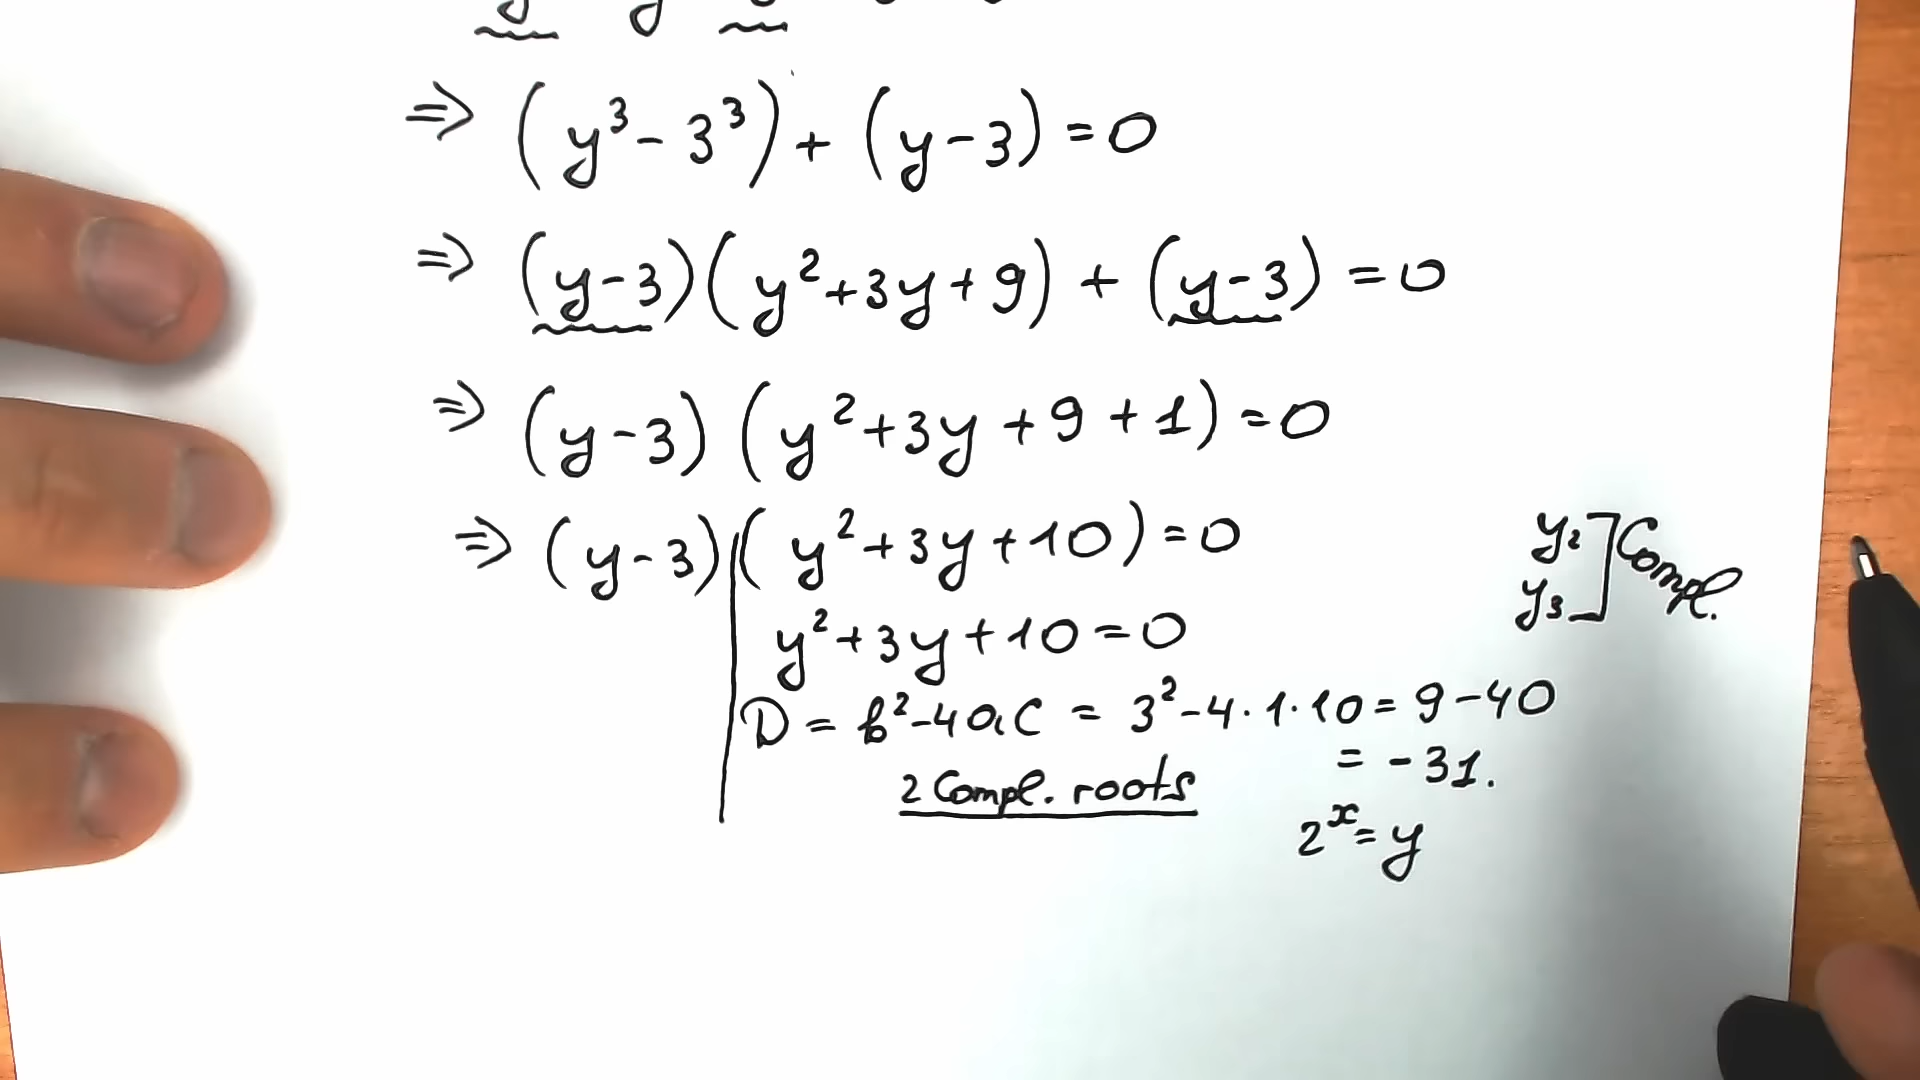 ⇒ (y³ - 3³) + (y - 3) = 0
⇒ (y-3)(y²+3y+9) + (y-3) = 0
⇒ (y-3)(y²+3y+9+1) = 0
⇒ (y-3)(y²+3y+10) = 0
y²+3y+10=0
D = b²-4ac = 3²-4·1·10 = 9-40
= -31.
2 Compl. roots
2ˣ = y
y₂
y₃ ] Compl.